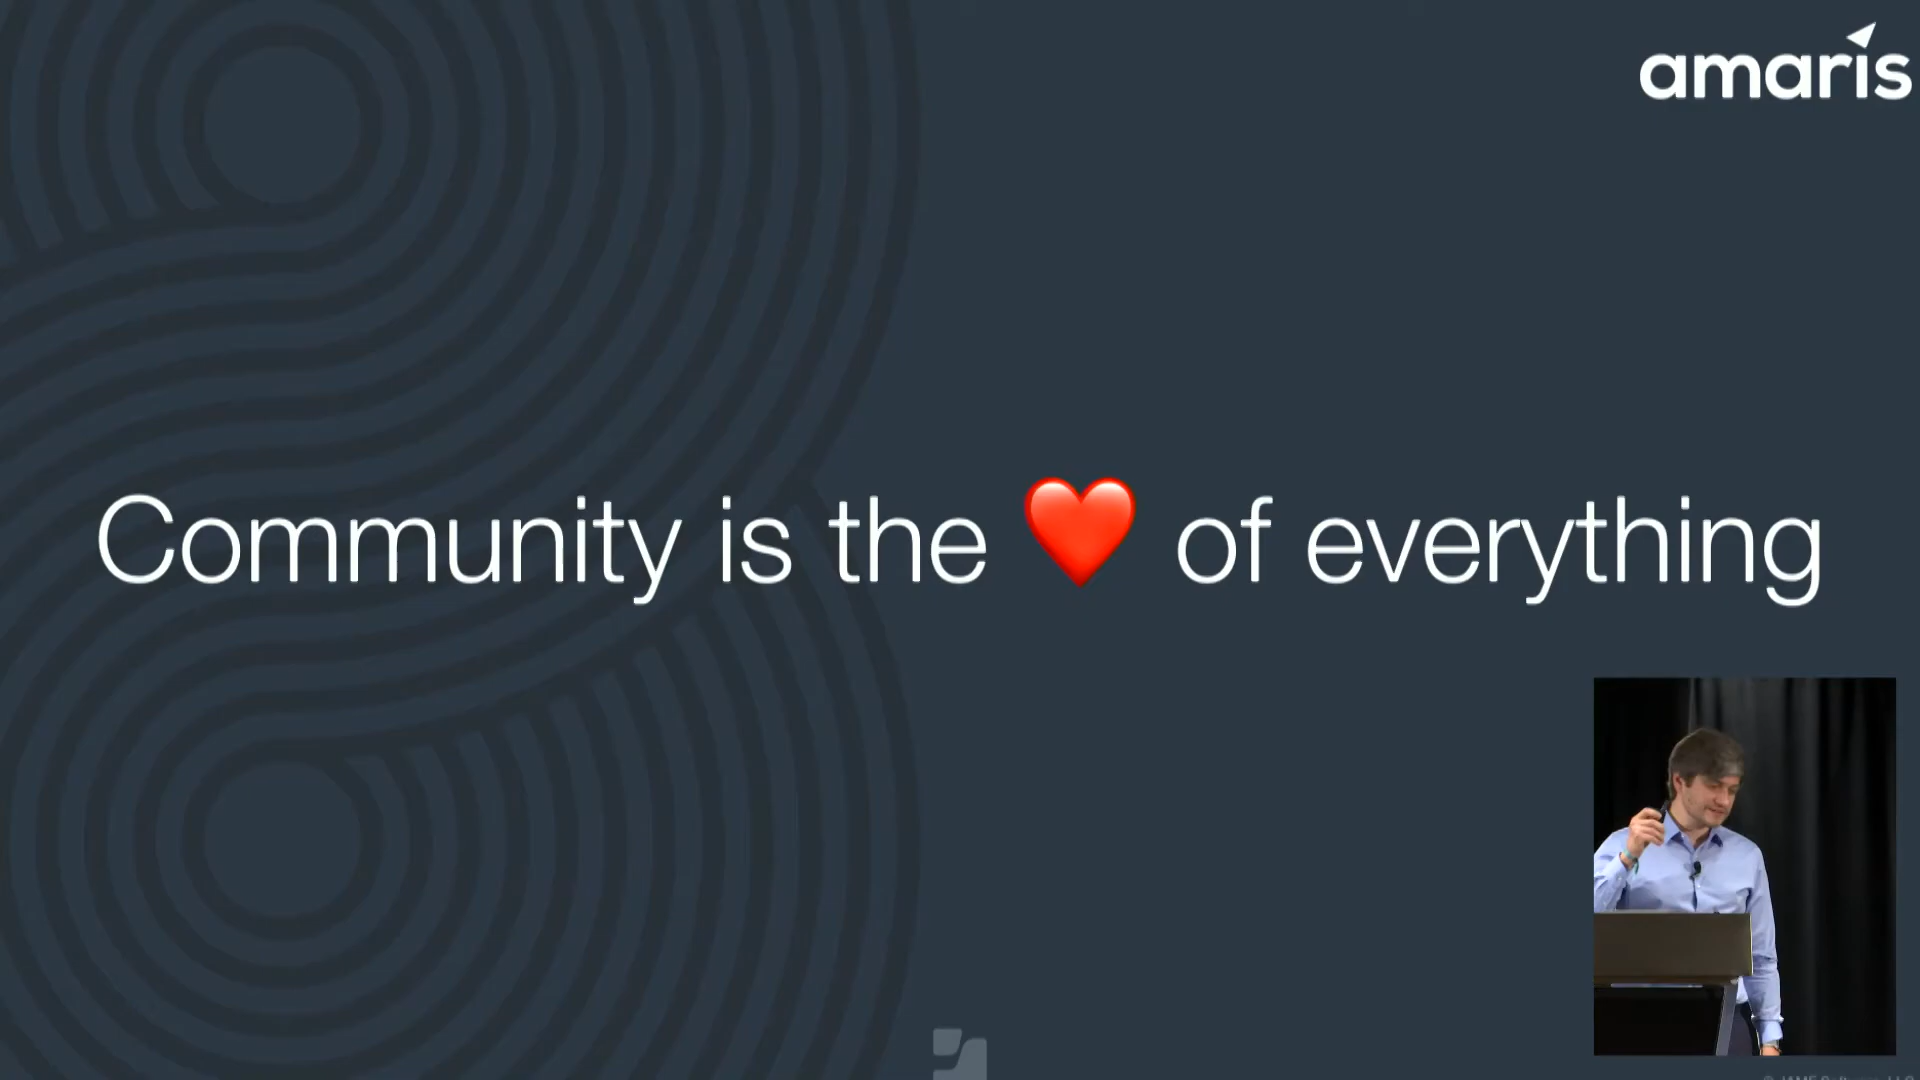 amaris
Community is the ❤️ of everything